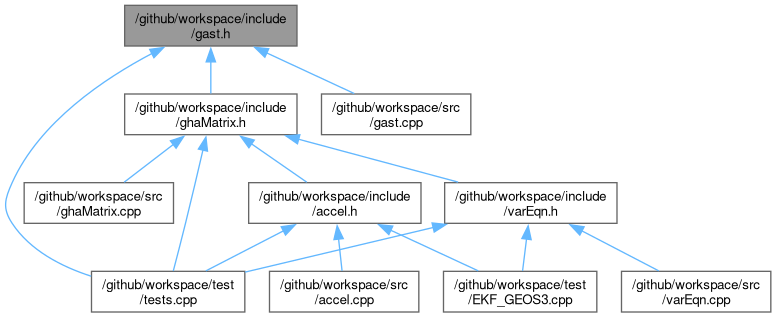 /github/workspace/include
/gast.h
/github/workspace/include
/ghaMatrix.h
/github/workspace/src
/gast.cpp
/github/workspace/src
/ghaMatrix.cpp
/github/workspace/include
/accel.h
/github/workspace/include
/varEqn.h
/github/workspace/test
/tests.cpp
/github/workspace/src
/accel.cpp
/github/workspace/test
/EKF_GEOS3.cpp
/github/workspace/src
/varEqn.cpp